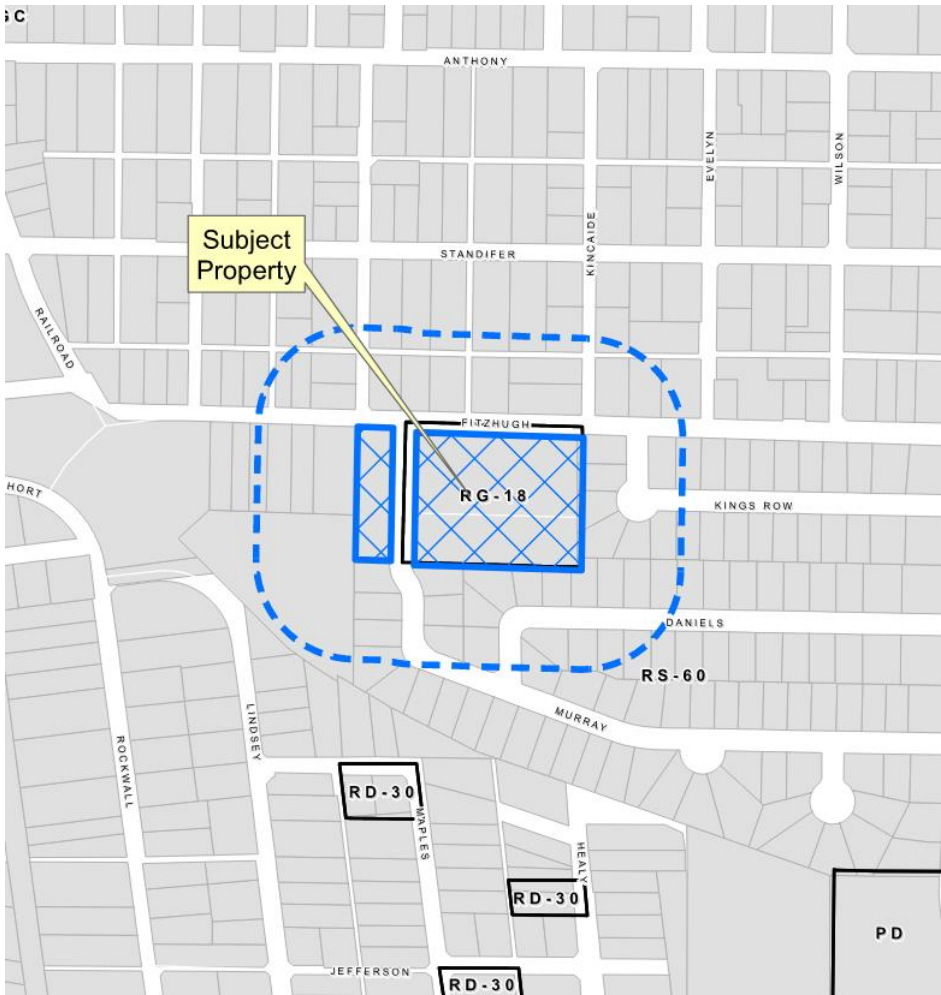 GC
ANTHONY
EVELYN
WILSON
KINCAIDE
Subject
Property
STANDIFER
RAILROAD
FITZHUGH
RG-18
HORT
KINGS ROW
DANIELS
RS-60
MURRAY
LINDSEY
ROCKWALL
RD-30
MAPLES
HEALY
RD-30
PD
JEFFERSON
RD-30